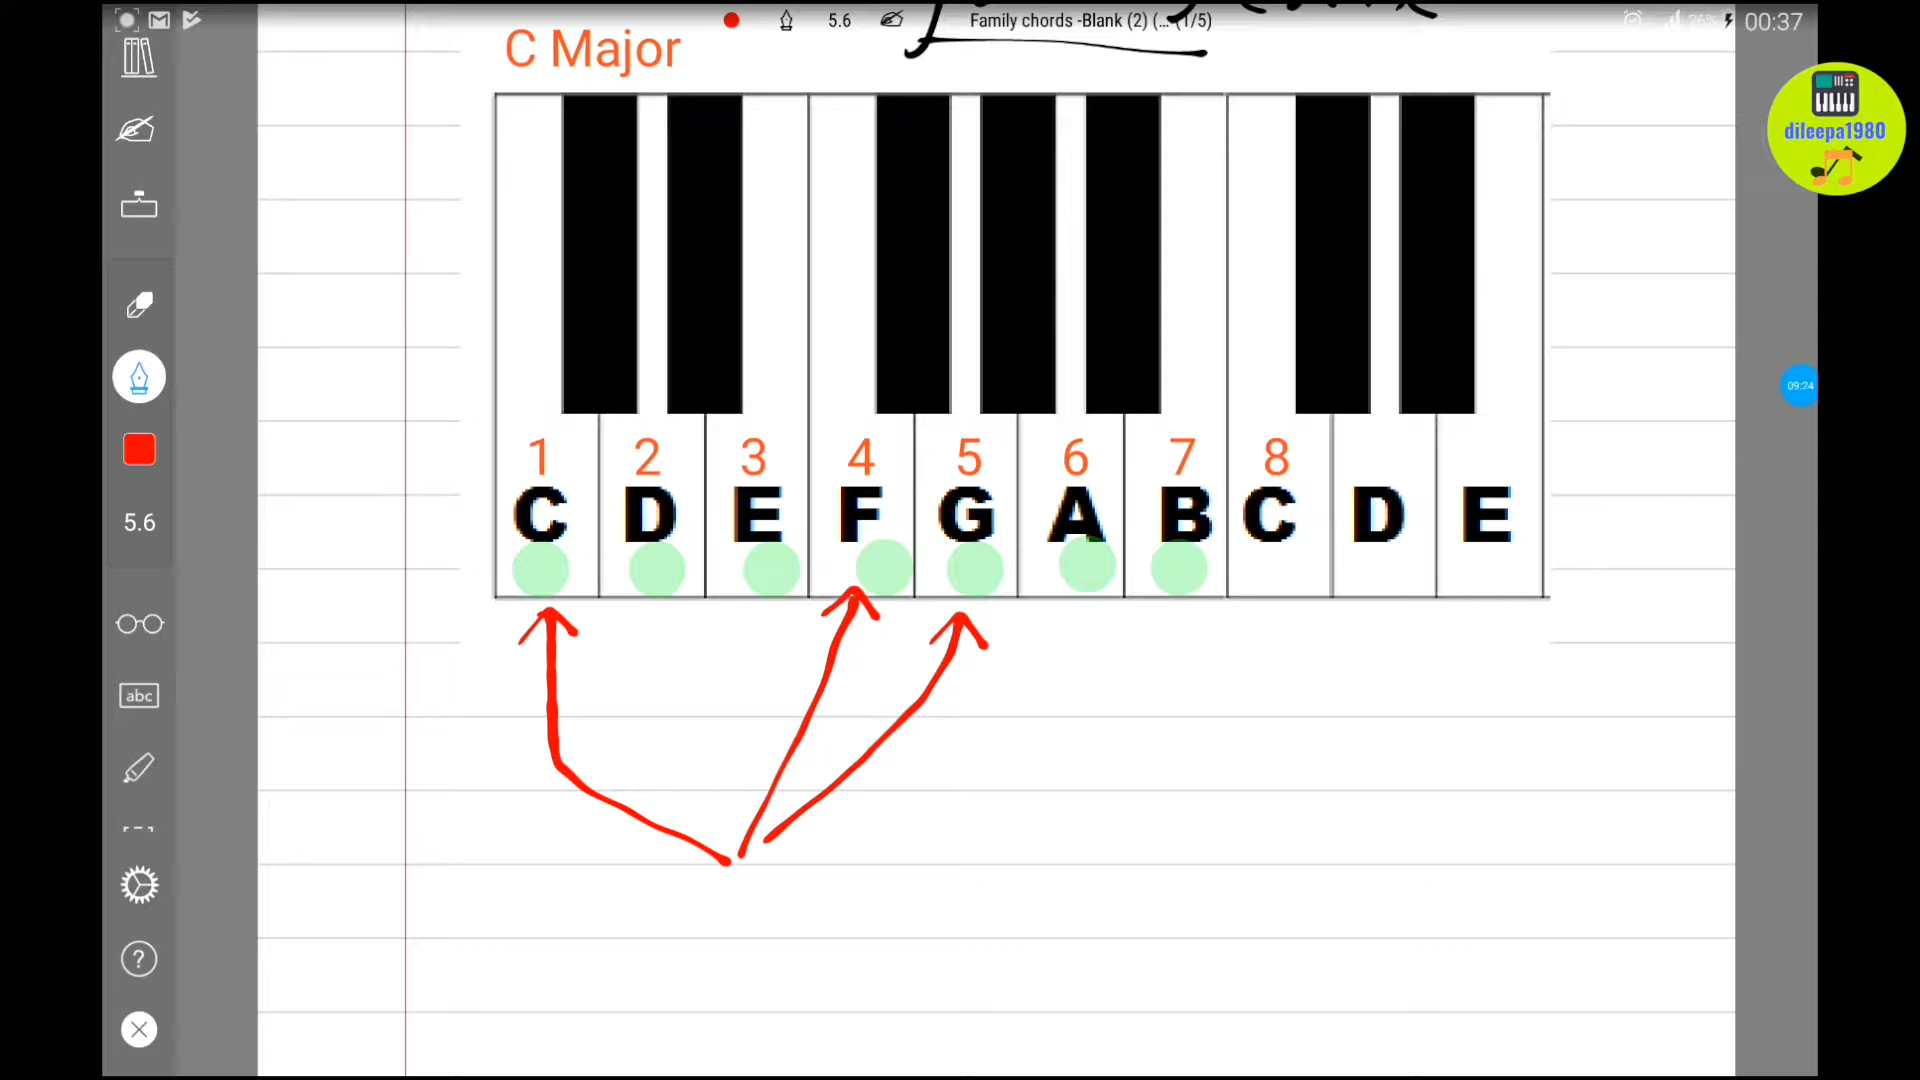 5.6
Family chords -Blank (2) (... (1/5)
26%
00:37
C Major
dileepa1980
09:24
1 2 3 4 5 6 7 8
C D E F G A B C D E
5.6
abc
?